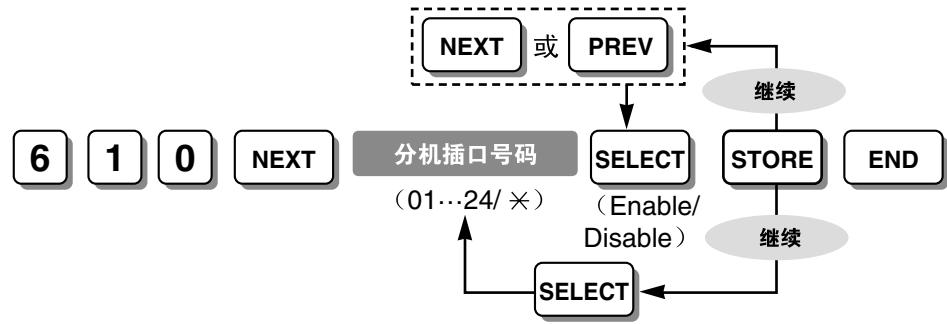 NEXT 或 PREV
继续
6 1 0 NEXT 分机插口号码 SELECT STORE END
(01…24/ ✳) (Enable/
Disable)
继续
SELECT